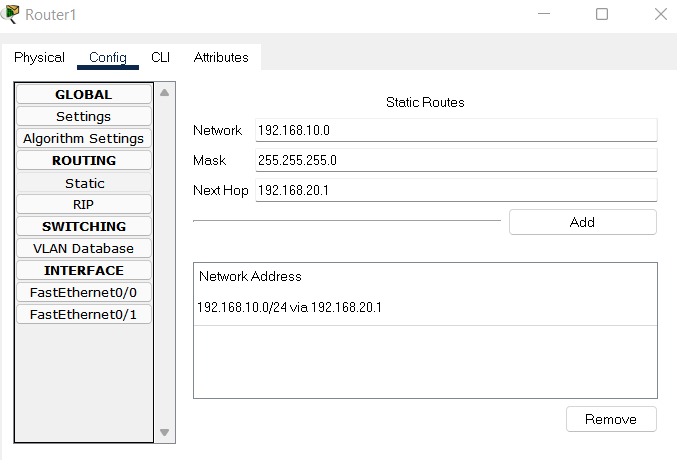 Router1
Physical Config CLI Attributes
GLOBAL
Settings
Algorithm Settings
ROUTING
Static
RIP
SWITCHING
VLAN Database
INTERFACE
FastEthernet0/0
FastEthernet0/1
Static Routes
Network 192.168.10.0
Mask 255.255.255.0
Next Hop 192.168.20.1
Add
Network Address
192.168.10.0/24 via 192.168.20.1
Remove